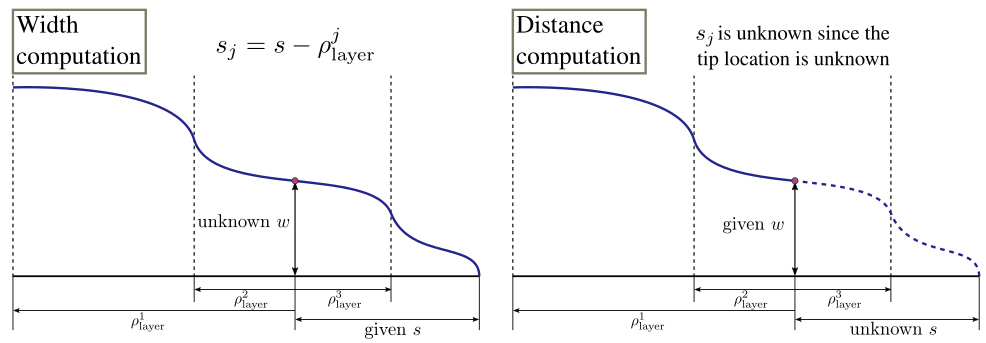 Width
computation
$s_j = s - \rho^j_{\text{layer}}$
unknown $w$
$\rho^2_{\text{layer}}$
$\rho^3_{\text{layer}}$
$\rho^1_{\text{layer}}$
given $s$
Distance
computation
$s_j$ is unknown since the
tip location is unknown
given $w$
$\rho^2_{\text{layer}}$
$\rho^3_{\text{layer}}$
$\rho^1_{\text{layer}}$
unknown $s$